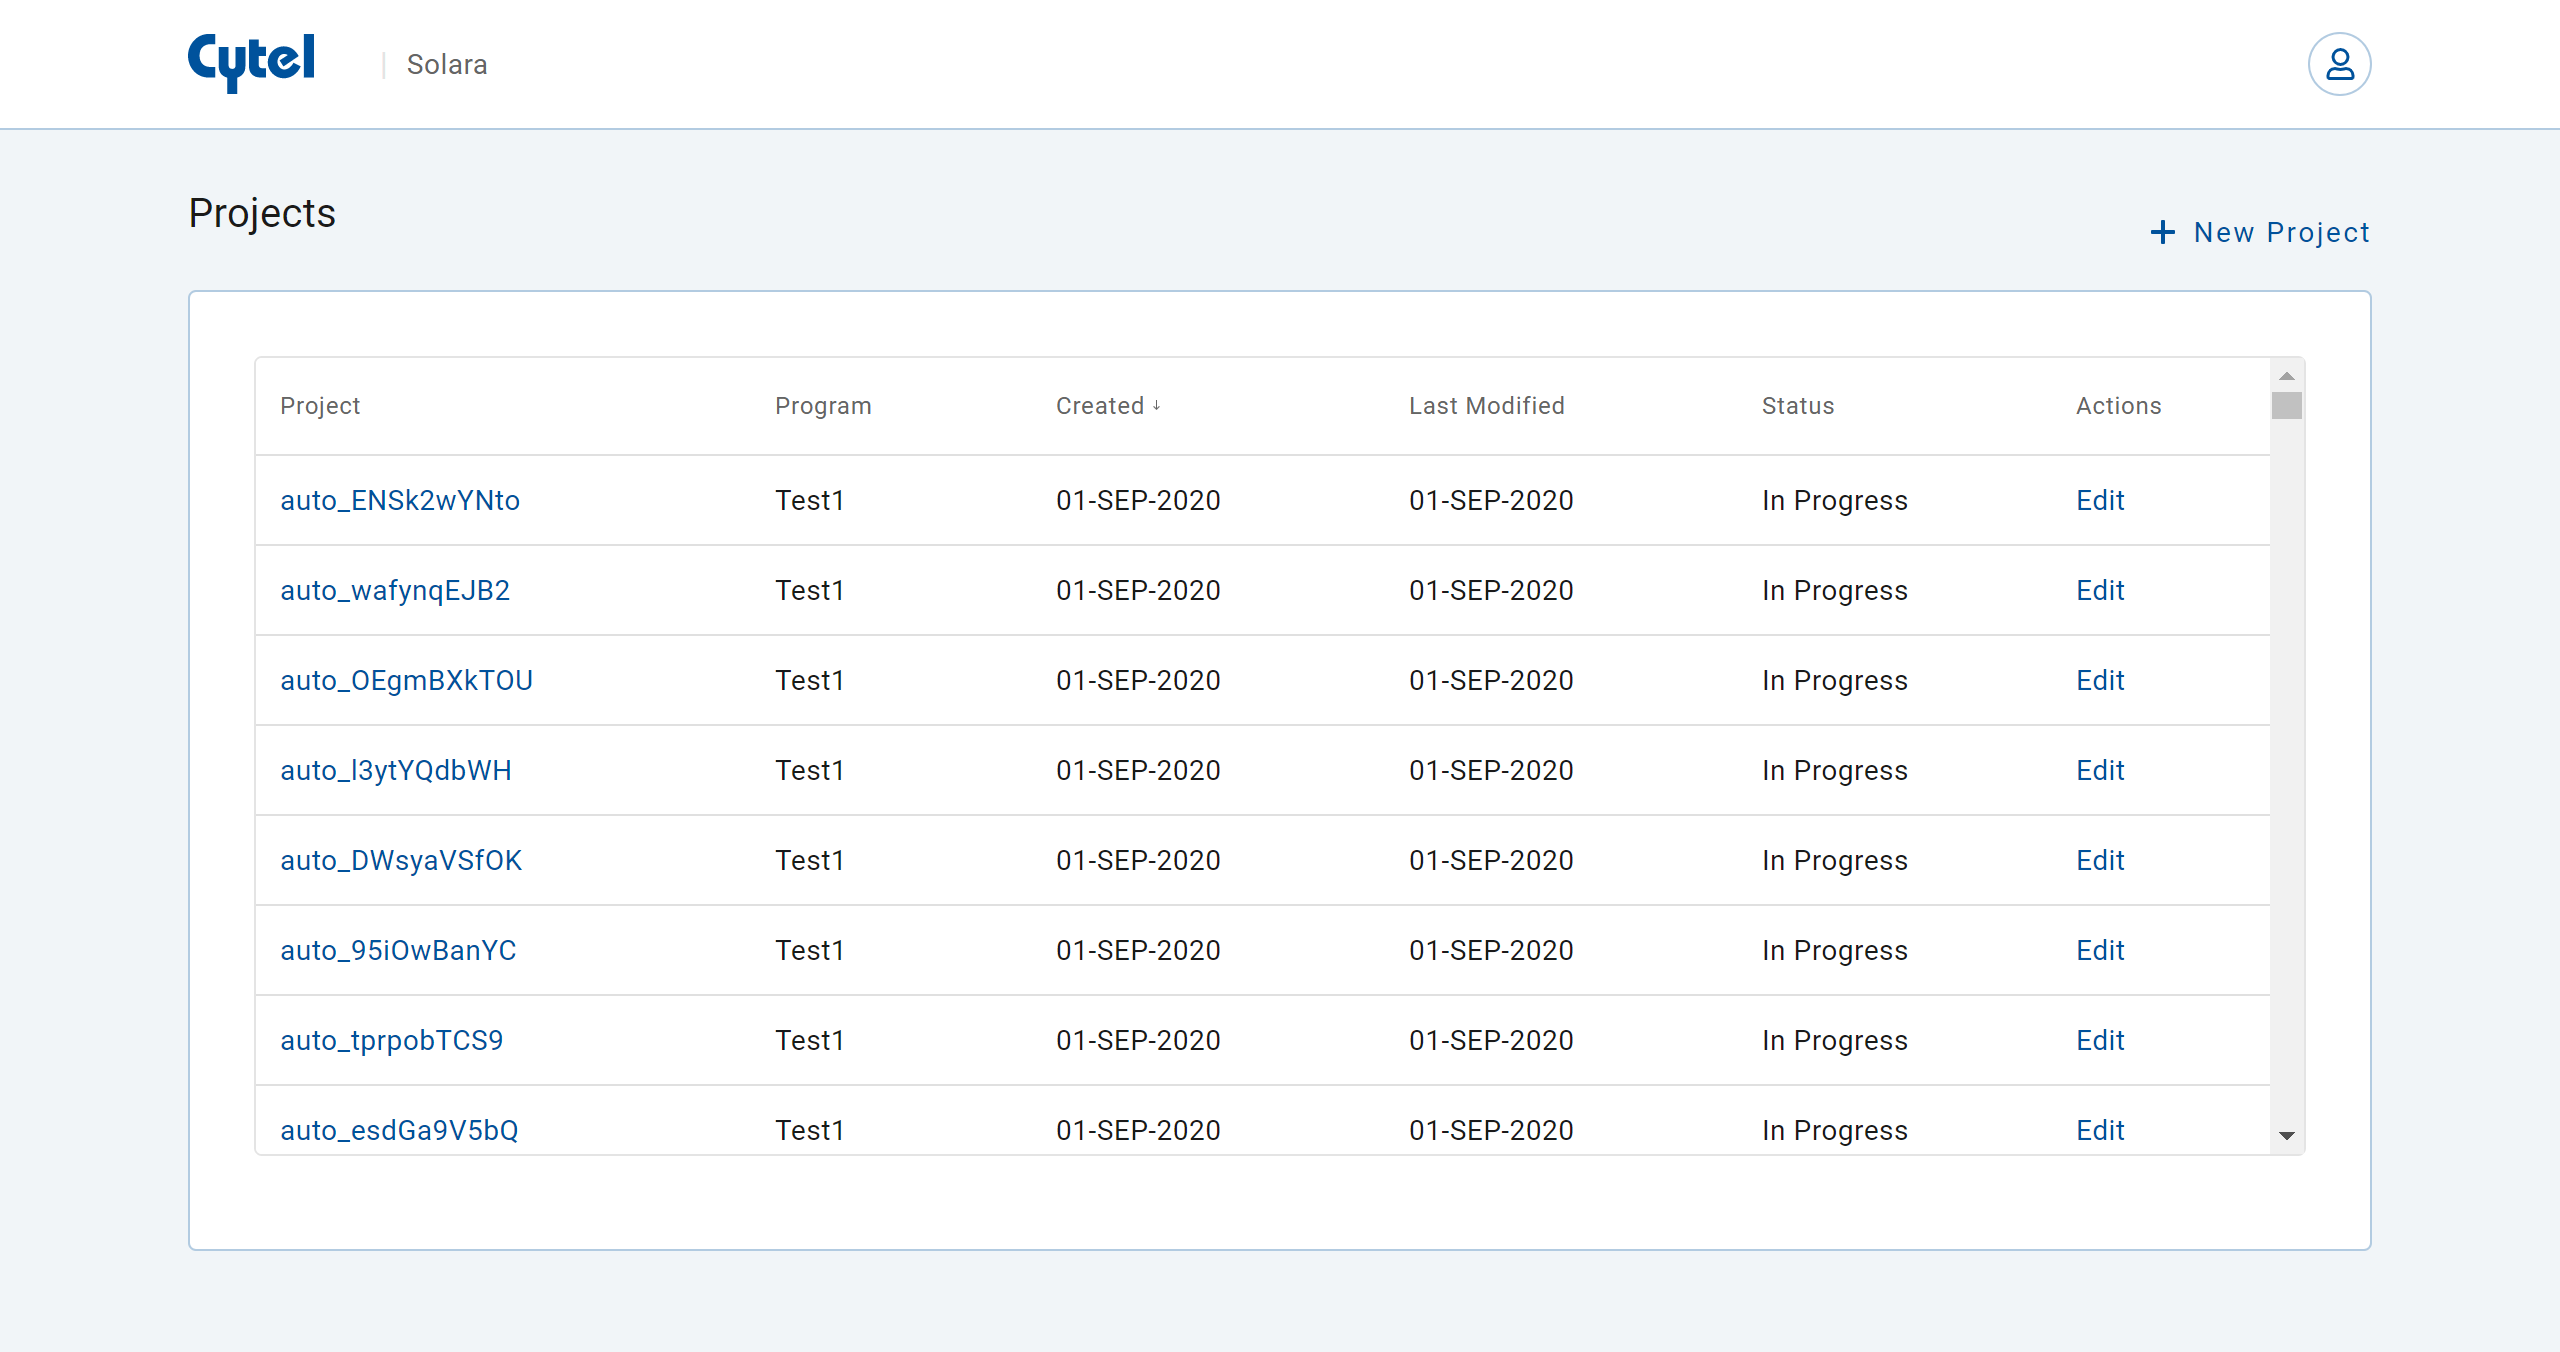 Cytel | Solara
Projects
+ New Project
Project Program Created ↓ Last Modified Status Actions
auto_ENSk2wYNto Test1 01-SEP-2020 01-SEP-2020 In Progress Edit
auto_wafynqEJB2 Test1 01-SEP-2020 01-SEP-2020 In Progress Edit
auto_OEgmBXkTOU Test1 01-SEP-2020 01-SEP-2020 In Progress Edit
auto_l3ytYQdbWH Test1 01-SEP-2020 01-SEP-2020 In Progress Edit
auto_DWsyaVSfOK Test1 01-SEP-2020 01-SEP-2020 In Progress Edit
auto_95iOwBanYC Test1 01-SEP-2020 01-SEP-2020 In Progress Edit
auto_tprpobTCS9 Test1 01-SEP-2020 01-SEP-2020 In Progress Edit
auto_esdGa9V5bQ Test1 01-SEP-2020 01-SEP-2020 In Progress Edit